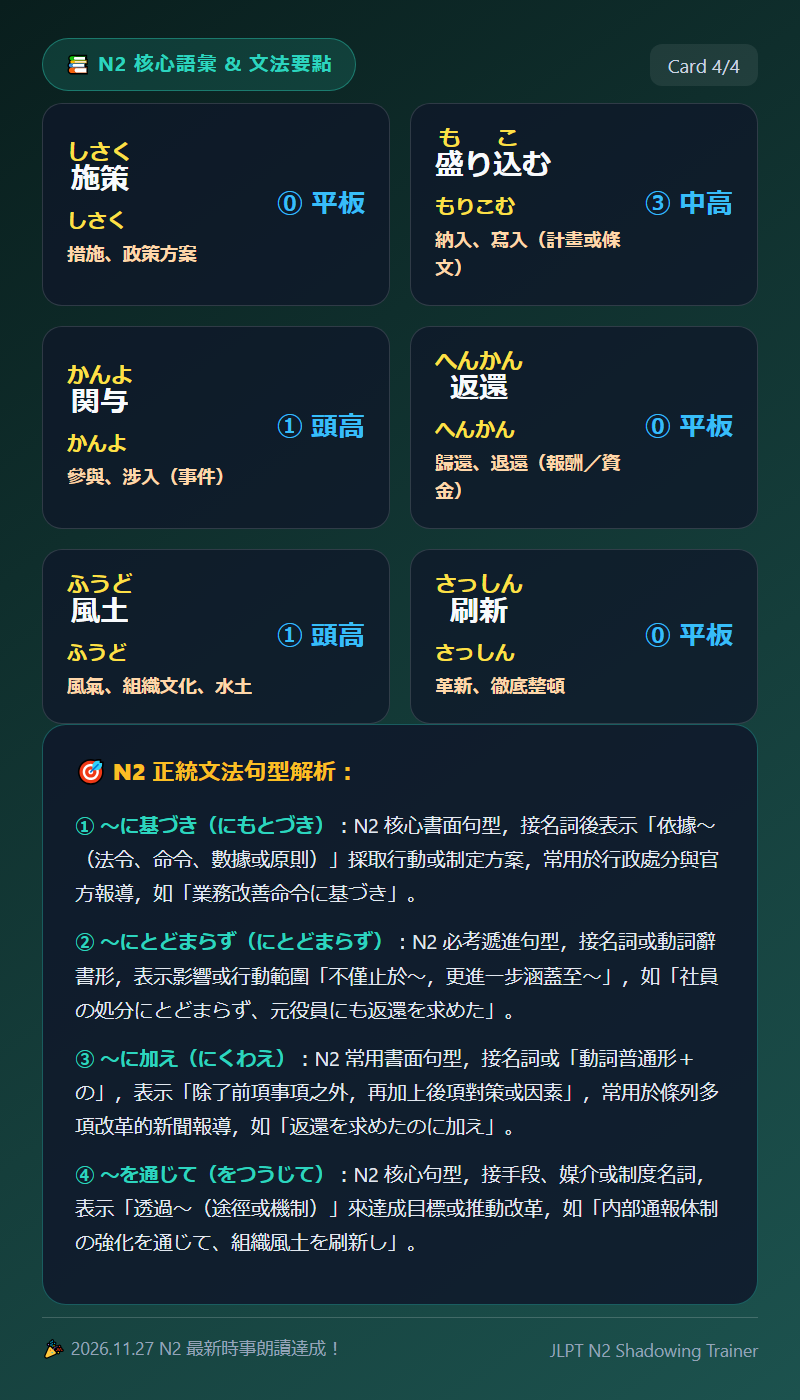 📚 N2 核心語彙 & 文法要點
Card 4/4
しさく
施策
しさく
措施、政策方案
⓪ 平板
も こ
盛り込む
もりこむ
納入、寫入（計畫或條
文）
③ 中高
かんよ
関与
かんよ
參與、涉入（事件）
① 頭高
へんかん
返還
へんかん
歸還、退還（報酬／資
金）
⓪ 平板
ふうど
風土
ふうど
風氣、組織文化、水土
① 頭高
さっしん
刷新
さっしん
革新、徹底整頓
⓪ 平板
🎯 N2 正統文法句型解析：
① ～に基づき（にもとづき）：N2 核心書面句型，接名詞後表示「依據～
（法令、命令、數據或原則）」採取行動或制定方案，常用於行政處分與官
方報導，如「業務改善命令に基づき」。
② ～にとどまらず（にとどまらず）：N2 必考遞進句型，接名詞或動詞辭
書形，表示影響或行動範圍「不僅止於～，更進一步涵蓋至～」，如「社員
の処分にとどまらず、元役員にも返還を求めた」。
③ ～に加え（にくわえ）：N2 常用書面句型，接名詞或「動詞普通形＋
の」，表示「除了前項事項之外，再加上後項對策或因素」，常用於條列多
項改革的新聞報導，如「返還を求めたのに加え」。
④ ～を通じて（をつうじて）：N2 核心句型，接手段、媒介或制度名詞，
表示「透過～（途徑或機制）」來達成目標或推動改革，如「內部通報体制
の強化を通じて、組織風土を刷新し」。
🎉 2026.11.27 N2 最新時事朗讀達成！
JLPT N2 Shadowing Trainer